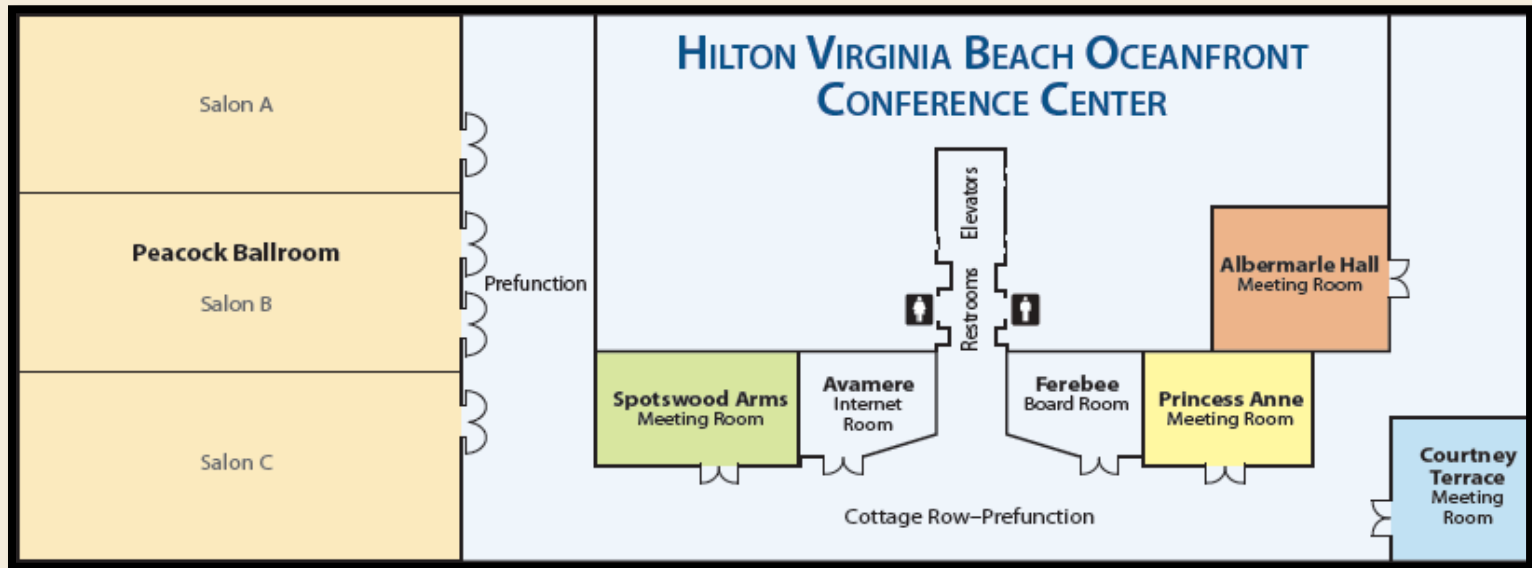 HILTON VIRGINIA BEACH OCEANFRONT
CONFERENCE CENTER
Salon A
Peacock Ballroom
Salon B
Salon C
Prefunction
Elevators
Restrooms
Spotswood Arms
Meeting Room
Avamere
Internet
Room
Ferebee
Board Room
Princess Anne
Meeting Room
Albermarle Hall
Meeting Room
Courtney
Terrace
Meeting
Room
Cottage Row–Prefunction